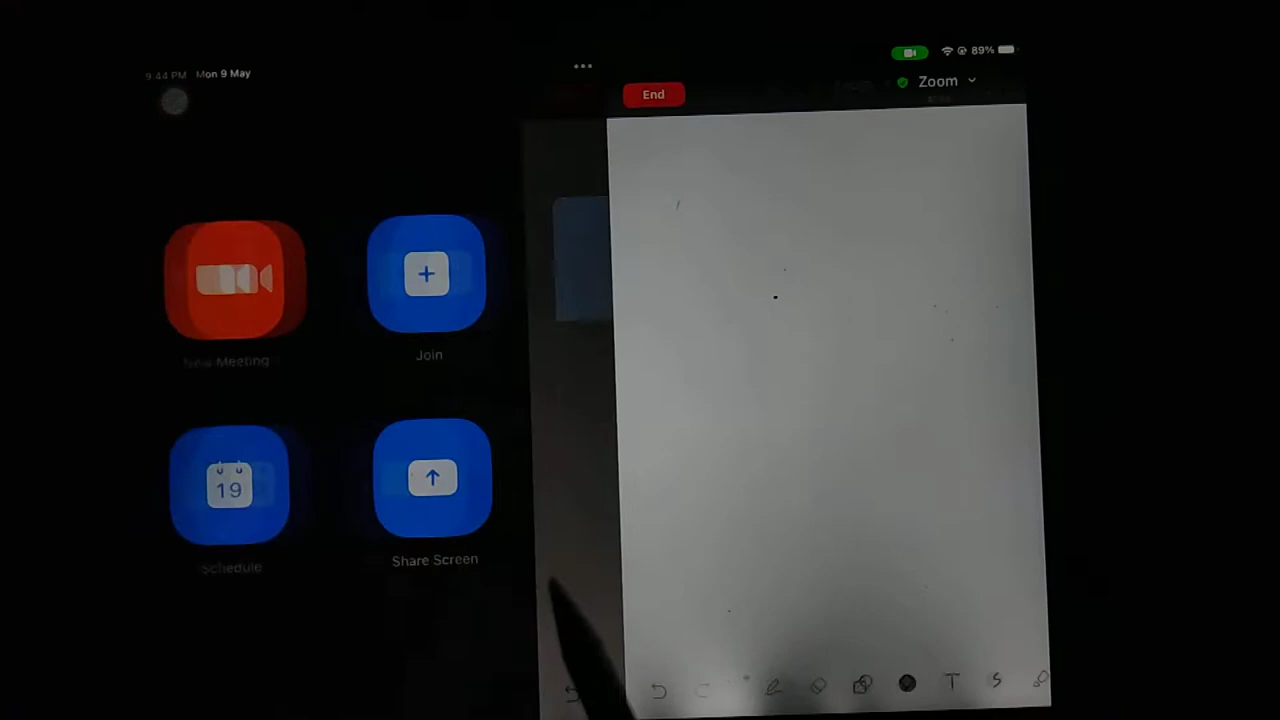 9:44 PM Mon 9 May
89%
End
Zoom
New Meeting
Join
19
Schedule
Share Screen
T